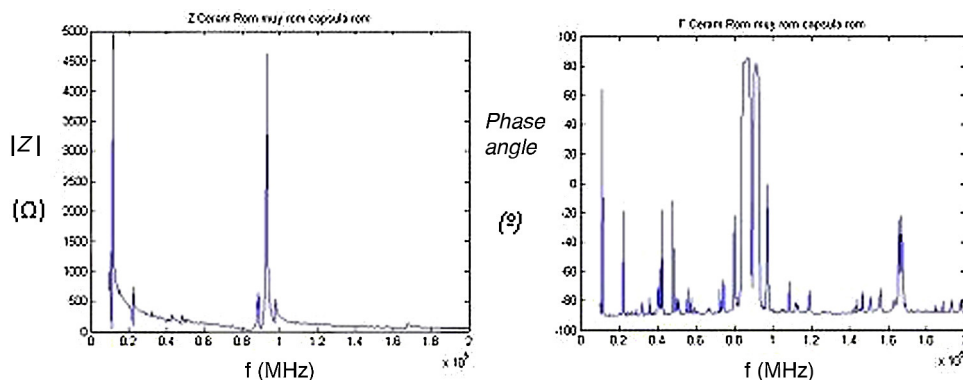 Z Ceram Rom muy rom capsula rom
5000
4500
4000
3500
3000
2500
2000
1500
1000
500
0
|Z|
(Ω)
0 0.2 0.4 0.6 0.8 1 1.2 1.4 1.6 1.8 2
x 10
f (MHz)
F Ceram Rom muy rom capsula rom
100
80
60
40
20
0
-20
-40
-60
-80
-100
Phase
angle
(º)
0 0.2 0.4 0.6 0.8 1 1.2 1.4 1.6 1.8 2
x 10
f (MHz)